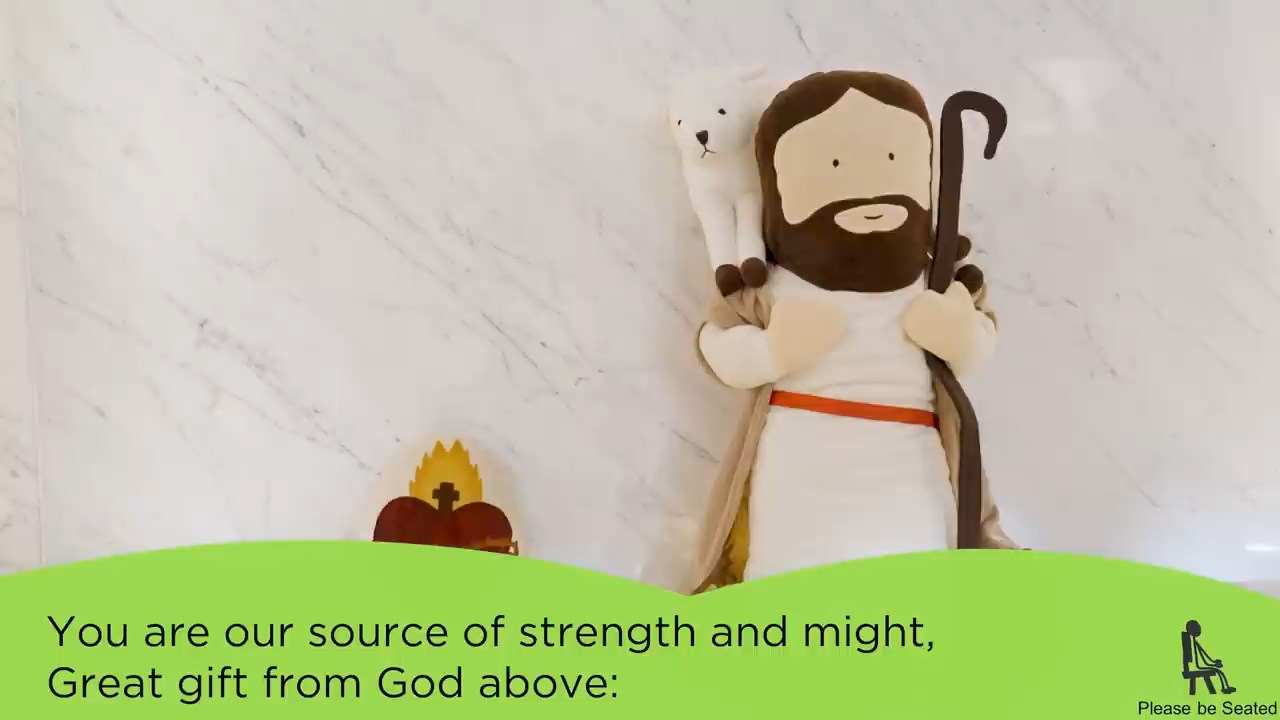 You are our source of strength and might,
Great gift from God above:
Please be Seated